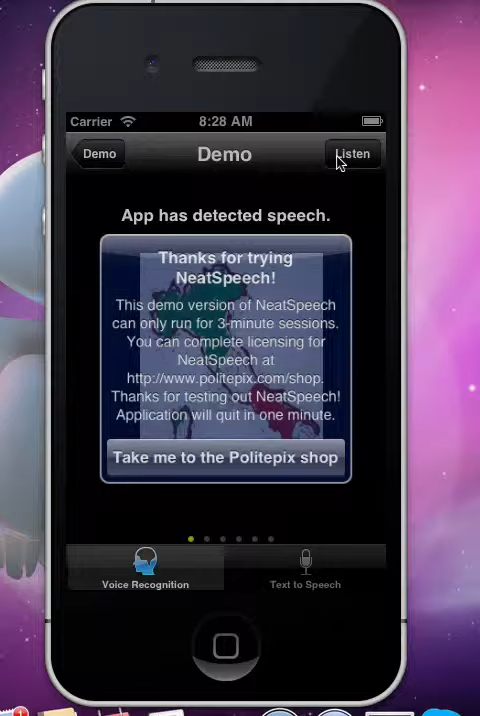 Carrier 8:28 AM
Demo Demo Listen
App has detected speech.
Thanks for trying
NeatSpeech!
This demo version of NeatSpeech
can only run for 3-minute sessions.
You can complete licensing for
NeatSpeech at
http://www.politepix.com/shop.
Thanks for testing out NeatSpeech!
Application will quit in one minute.
Take me to the Politepix shop
Voice Recognition Text to Speech
1